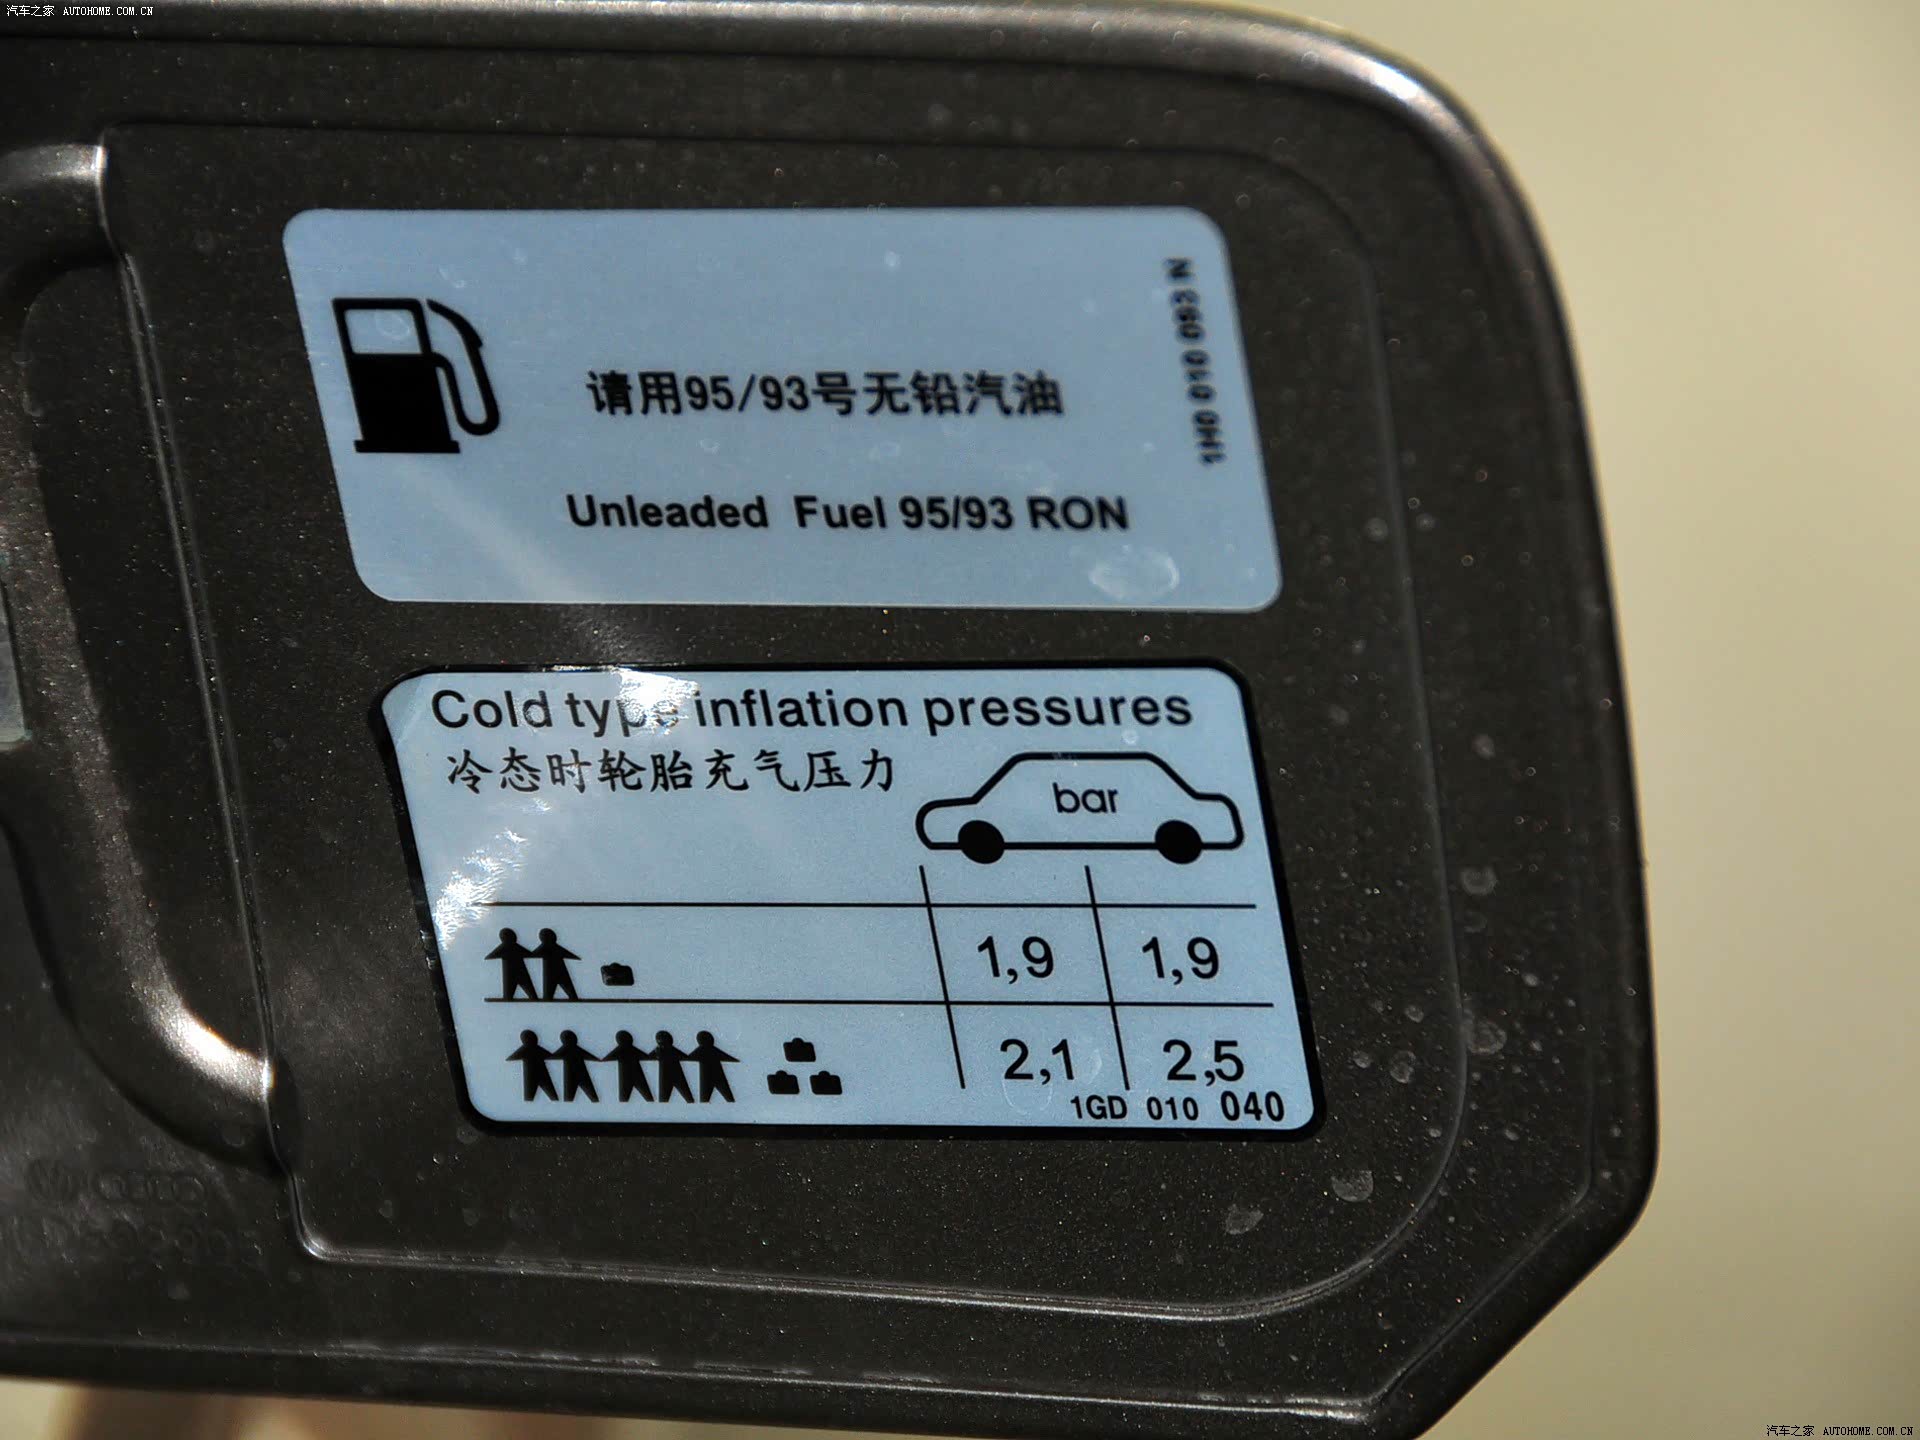 汽车之家 AUTOHOME.COM.CN
请用95/93号无铅汽油
Unleaded Fuel 95/93 RON
1H0 010 093 N
Cold type inflation pressures
冷态时轮胎充气压力
bar
1,9 1,9
2,1 2,5
1GD 010 040
汽车之家 AUTOHOME.COM.CN